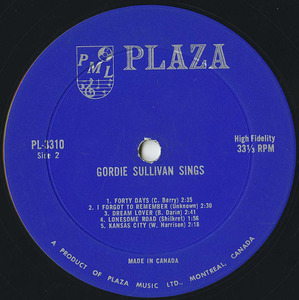 PML
PLAZA
PL-3310
Side 2
High Fidelity
33⅓ RPM
GORDIE SULLIVAN SINGS
1. FORTY DAYS (C. Berry) 2:35
2. I FORGOT TO REMEMBER (Unknown) 2:30
3. DREAM LOVER (B. Darin) 2:41
4. LONESOME ROAD (Shilkret) 1:56
5. KANSAS CITY (W. Harrison) 2:18
MADE IN CANADA
A PRODUCT OF PLAZA MUSIC LTD., MONTREAL, CANADA